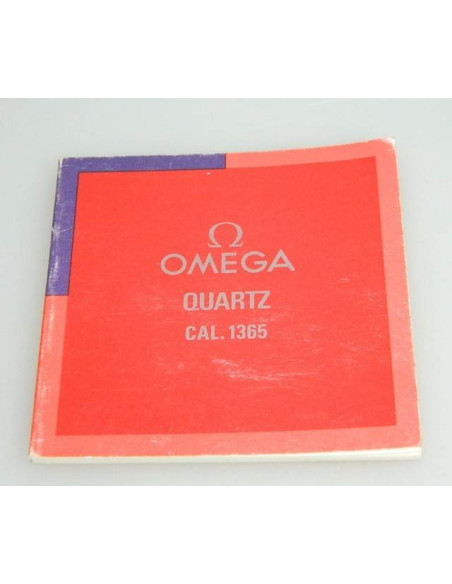 Ω
OMEGA
QUARTZ
CAL. 1365